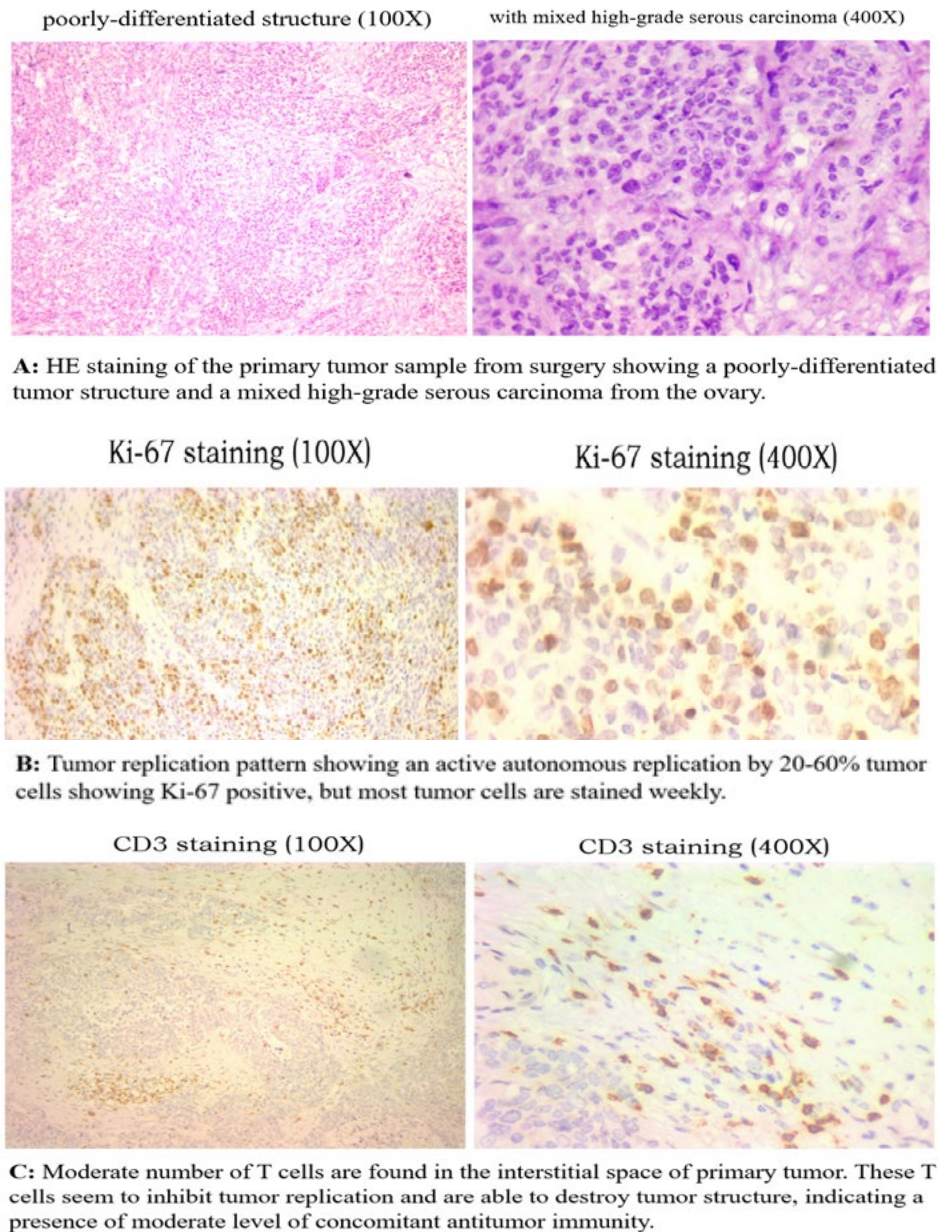 poorly-differentiated structure (100X)
with mixed high-grade serous carcinoma (400X)
A: HE staining of the primary tumor sample from surgery showing a poorly-differentiated
tumor structure and a mixed high-grade serous carcinoma from the ovary.
Ki-67 staining (100X)
Ki-67 staining (400X)
B: Tumor replication pattern showing an active autonomous replication by 20-60% tumor
cells showing Ki-67 positive, but most tumor cells are stained weekly.
CD3 staining (100X)
CD3 staining (400X)
C: Moderate number of T cells are found in the interstitial space of primary tumor. These T
cells seem to inhibit tumor replication and are able to destroy tumor structure, indicating a
presence of moderate level of concomitant antitumor immunity.